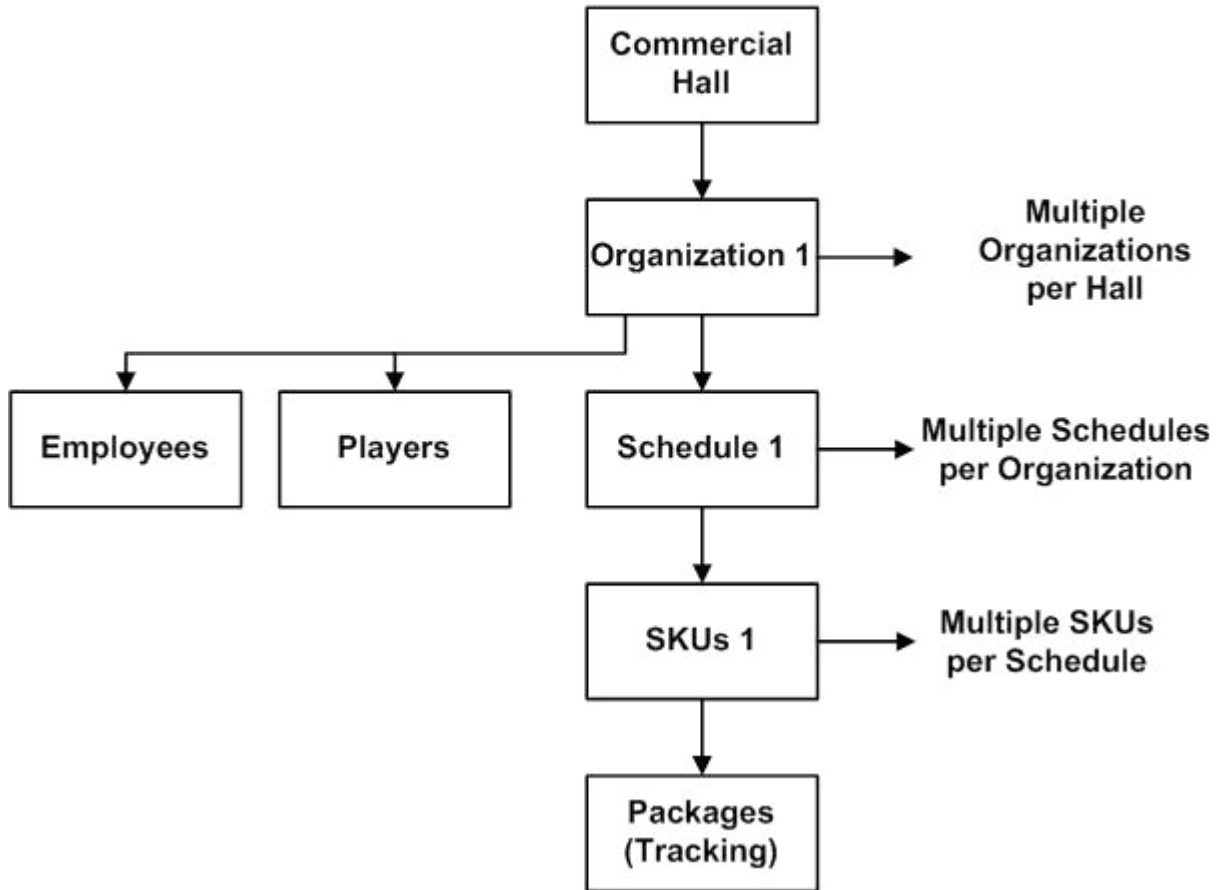 Commercial
Hall
Organization 1
Multiple
Organizations
per Hall
Employees
Players
Schedule 1
Multiple Schedules
per Organization
SKUs 1
Multiple SKUs
per Schedule
Packages
(Tracking)